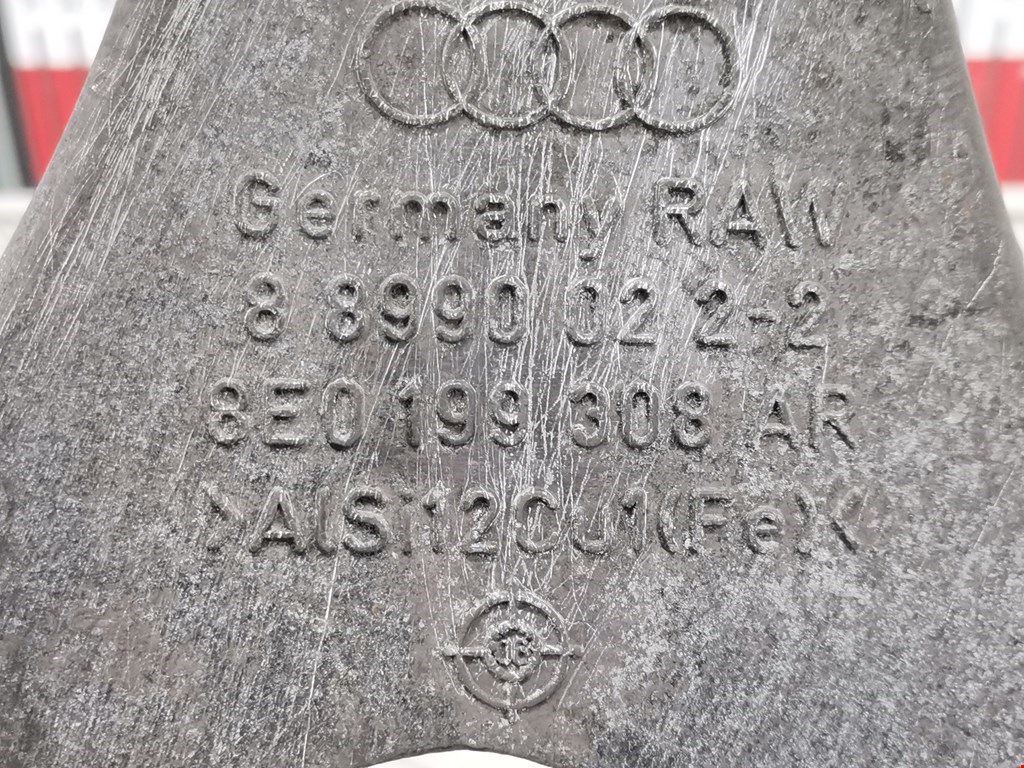 Germany RAW
8 8990 02 2-2
8E0 199 308 AR
>AlSi12Cu1(Fe)<